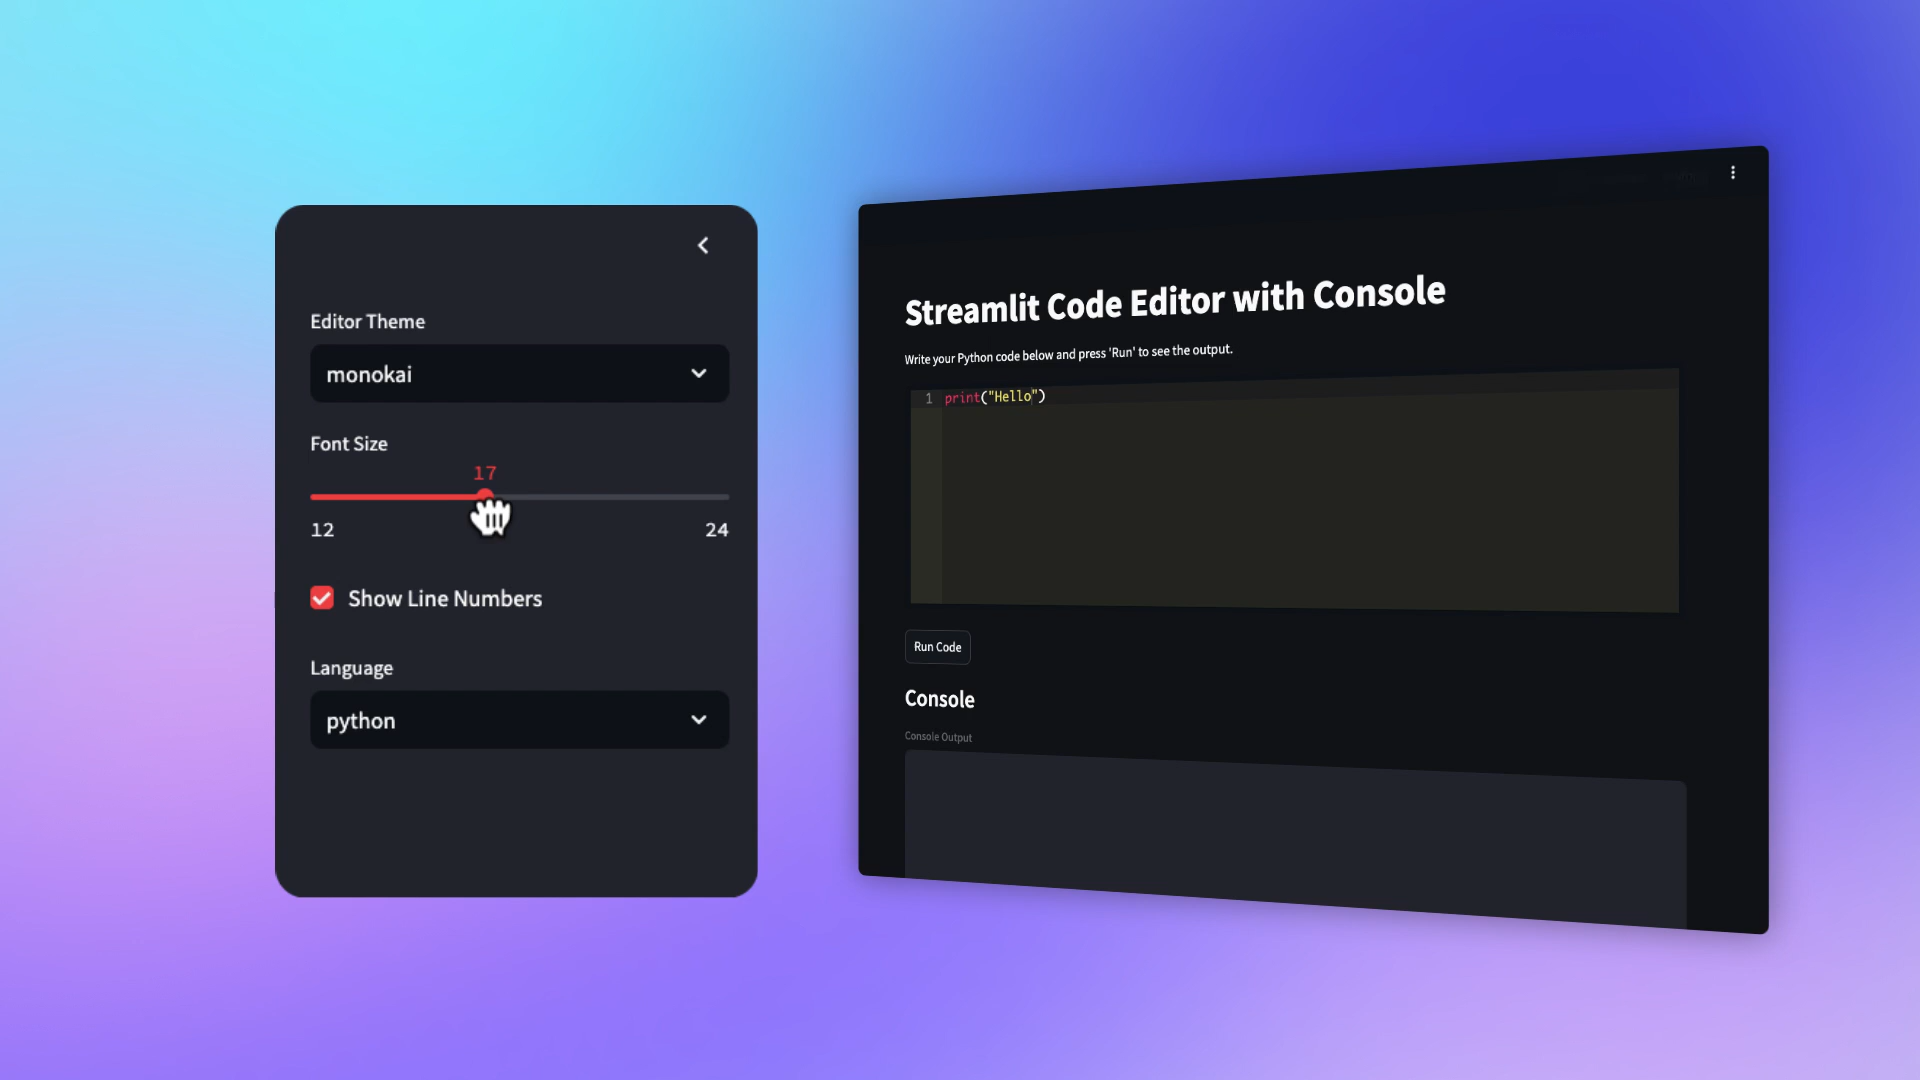 Editor Theme
monokai
Font Size
17
12 24
Show Line Numbers
Language
python
Streamlit Code Editor with Console
Write your Python code below and press 'Run' to see the output.
1 print("Hello")
Run Code
Console
Console Output